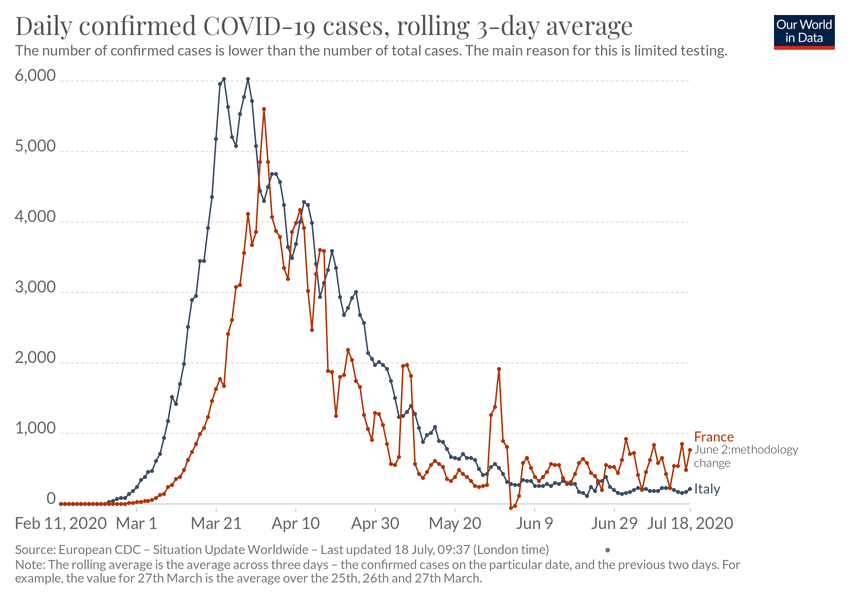 Daily confirmed COVID-19 cases, rolling 3-day average
Our World
in Data
The number of confirmed cases is lower than the number of total cases. The main reason for this is limited testing.
6,000
5,000
4,000
3,000
2,000
1,000
0
France
June 2:methodology
change
Italy
Feb 11, 2020 Mar 1 Mar 21 Apr 10 Apr 30 May 20 Jun 9 Jun 29 Jul 18, 2020
Source: European CDC – Situation Update Worldwide – Last updated 18 July, 09:37 (London time) •
Note: The rolling average is the average across three days – the confirmed cases on the particular date, and the previous two days. For
example, the value for 27th March is the average over the 25th, 26th and 27th March.